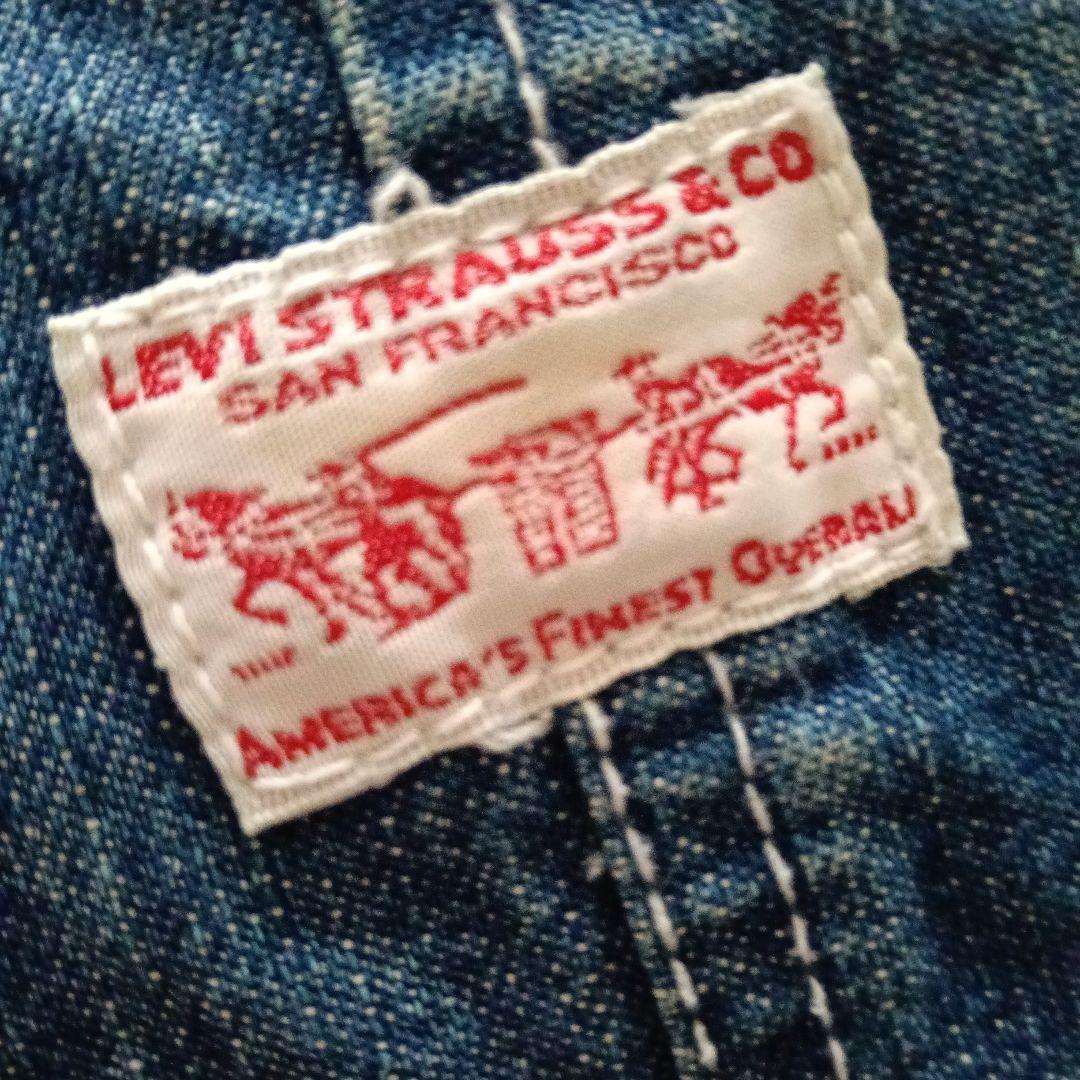 LEVI STRAUSS & CO
SAN FRANCISCO
AMERICA'S FINEST OVERALL